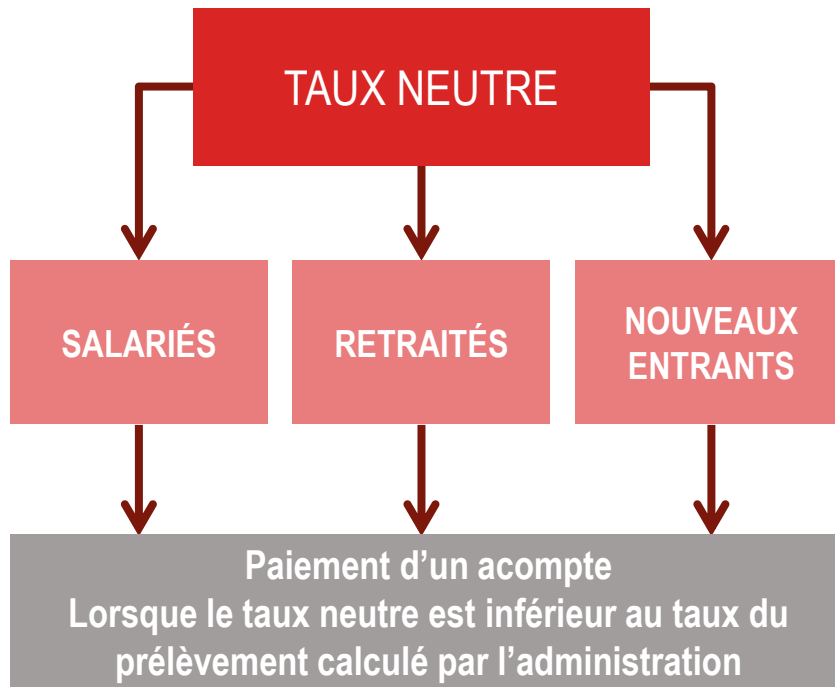 TAUX NEUTRE
SALARIÉS
RETRAITÉS
NOUVEAUX
ENTRANTS
Paiement d’un acompte
Lorsque le taux neutre est inférieur au taux du
prélèvement calculé par l’administration